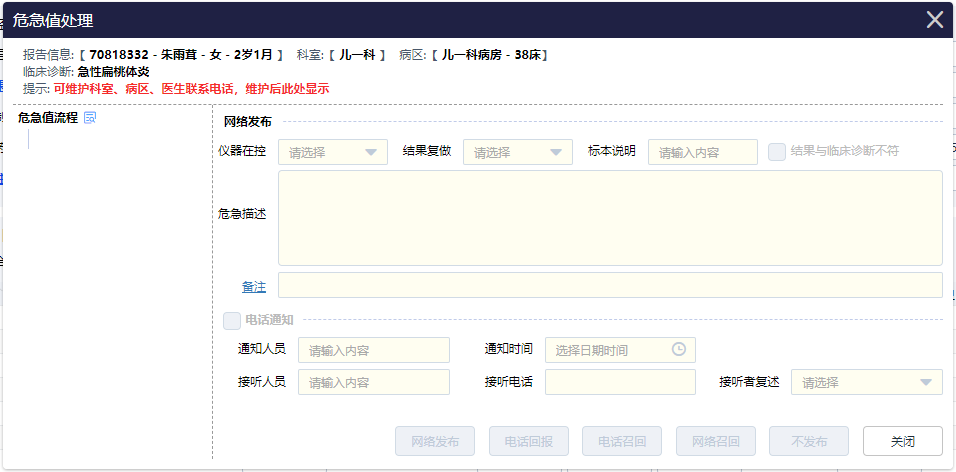 危急值处理
报告信息:【 70818332 - 朱雨茸 - 女 - 2岁1月 】 科室:【 儿一科 】 病区:【 儿一科病房 - 38床】
临床诊断: 急性扁桃体炎
提示: 可维护科室、病区、医生联系电话，维护后此处显示
危急值流程
网络发布
仪器在控 请选择 结果复做 请选择 标本说明 请输入内容 结果与临床诊断不符
危急描述
备注
电话通知
通知人员 请输入内容 通知时间 选择日期时间
接听人员 请输入内容 接听电话 接听者复述 请选择
网络发布 电话回报 电话召回 网络召回 不发布 关闭